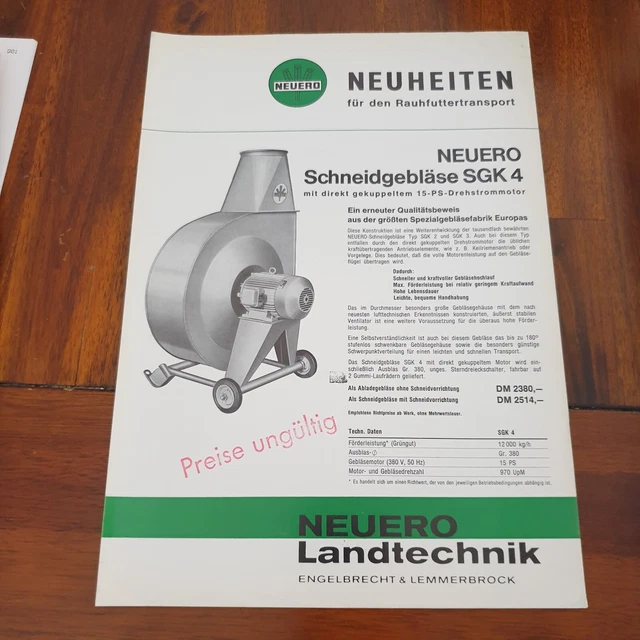 NEUERO
NEUHEITEN
für den Rauhfuttertransport
NEUERO
Schneidgebläse SGK 4
mit direkt gekuppeltem 15-PS-Drehstrommotor
Ein erneuter Qualitätsbeweis
aus der größten Spezialgebläsefabrik Europas
Diese Konstruktion ist eine Weiterentwicklung der tausendfach bewährten
NEUERO-Schneidgebläse Typ SGK 2 und SGK 3. Auch bei diesem Typ
entfallen durch den direkt gekuppelten Drehstrommotor die üblichen
kraftübertragenden Antriebselemente, wie z. B. Keilriemenantrieb oder
Vorgelege. Dies bedeutet, daß die volle Motorenleistung auf den Gebläse-
flügel übertragen wird.
Dadurch:
Schneller und kraftvoller Gebläsehochlauf
Max. Förderleistung bei relativ geringem Kraftaufwand
Hohe Lebensdauer
Leichte, bequeme Handhabung
Das im Durchmesser besonders große Gebläsegehäuse mit dem nach
neuesten lufttechnischen Erkenntnissen konstruierten, äußerst stabilen
Ventilator ist eine weitere Voraussetzung für die überaus hohe Förder-
leistung.
Eine Selbstverständlichkeit ist auch bei diesem Gebläse das bis zu 180°
stufenlos schwenkbare Gebläsegehäuse sowie die besonders günstige
Schwerpunktverteilung für einen leichten und schnellen Transport.
Das Schneidgebläse SGK 4 mit direkt gekuppeltem Motor wird ein-
schließlich Ausblas Gr. 380, unges. Sterndreieckschalter, fahrbar auf
2 Gummi-Laufrädern geliefert.
Als Abladegebläse ohne Schneidvorrichtung DM 2380,—
Als Schneidgebläse mit Schneidvorrichtung DM 2514,—
Empfohlene Richtpreise ab Werk, ohne Mehrwertsteuer.
Preise ungültig
Techn. Daten SGK 4
Förderleistung* (Grüngut) 12 000 kg/h
Ausblas-∅ Gr. 380
Gebläsemotor (380 V, 50 Hz) 15 PS
Motor- und Gebläsedrehzahl 970 UpM
* Es handelt sich um einen Richtwert, der von den jeweiligen Betriebsbedingungen abhängig ist.
NEUERO
Landtechnik
ENGELBRECHT & LEMMERBROCK